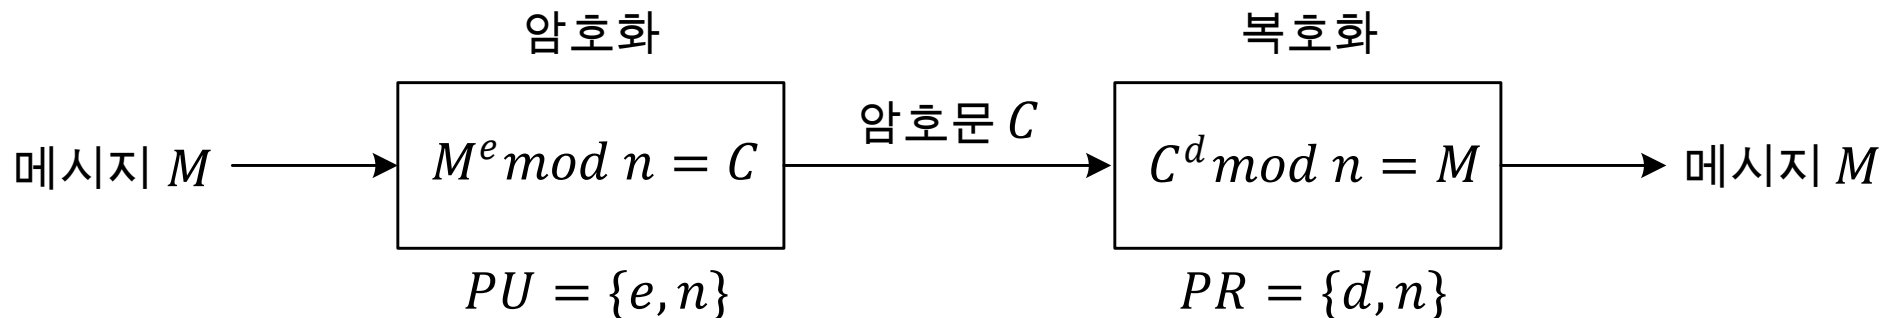 암호화
복호화
메시지 M
M^e mod n = C
암호문 C
C^d mod n = M
메시지 M
PU = {e, n}
PR = {d, n}